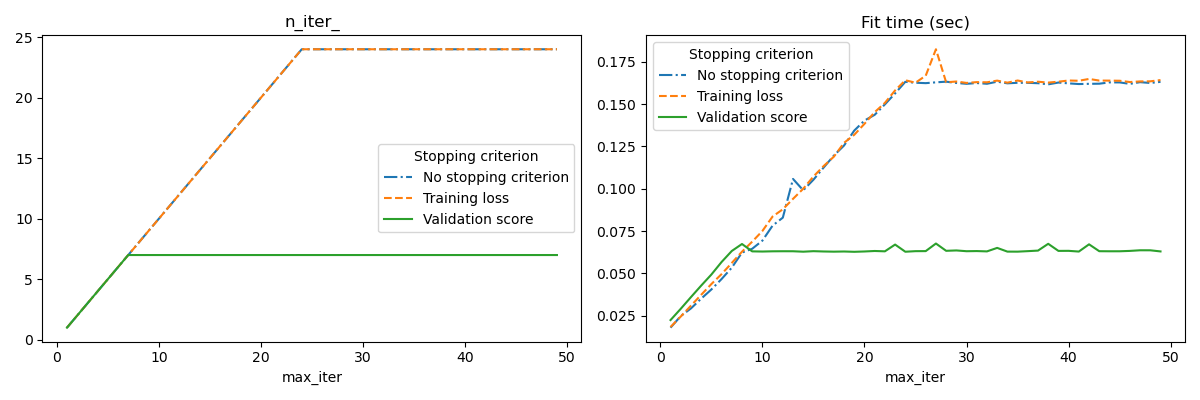 n_iter_
25
20
15
10
5
0
Stopping criterion
No stopping criterion
Training loss
Validation score
0
10
20
30
40
50
max_iter
Fit time (sec)
0.175
0.150
0.125
0.100
0.075
0.050
0.025
Stopping criterion
No stopping criterion
Training loss
Validation score
0
10
20
30
40
50
max_iter